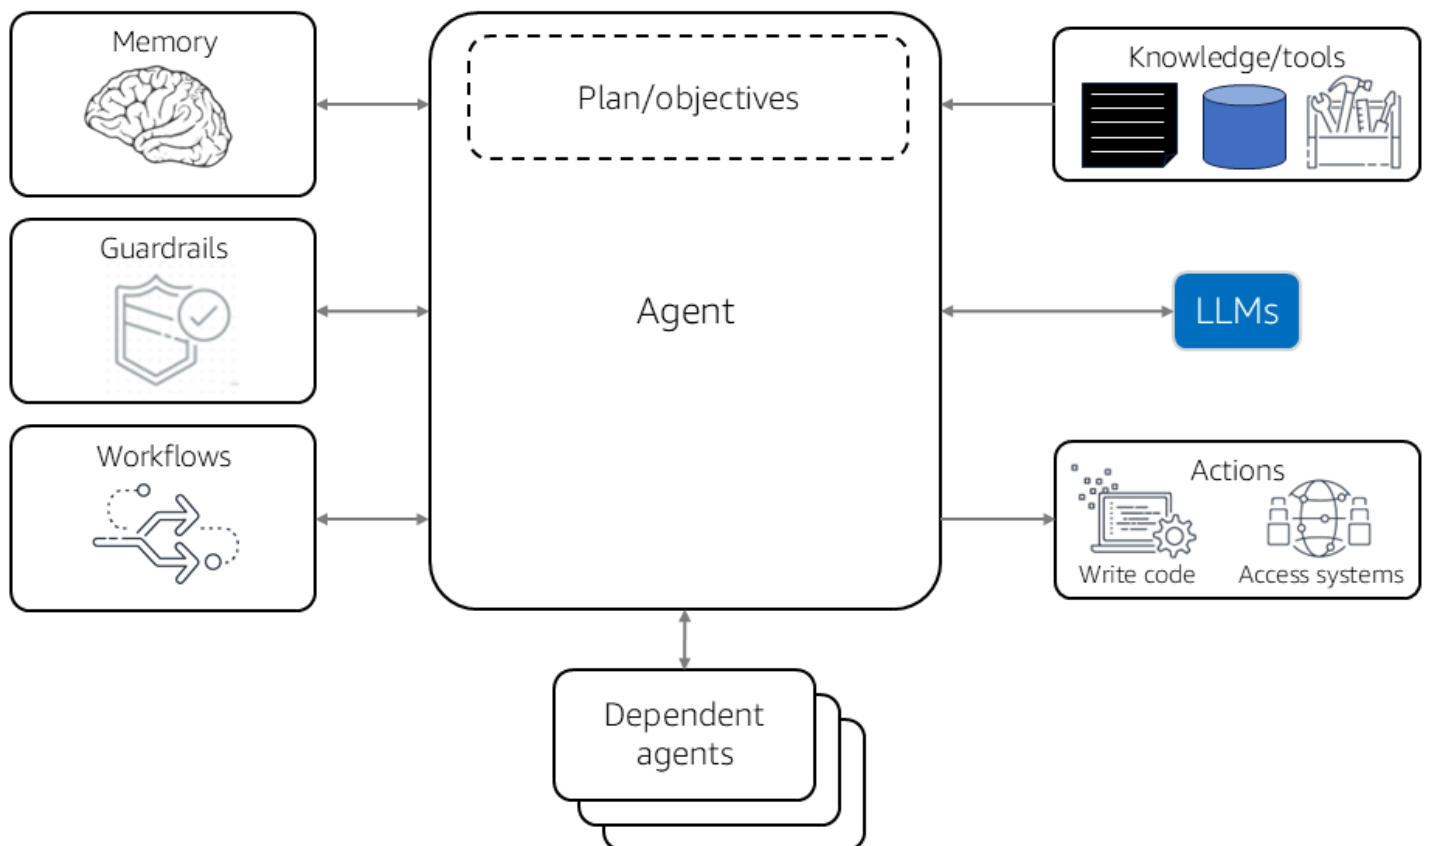 Memory
Plan/objectives
Knowledge/tools
Guardrails
Agent
LLMs
Workflows
Actions
Write code
Access systems
Dependent
agents